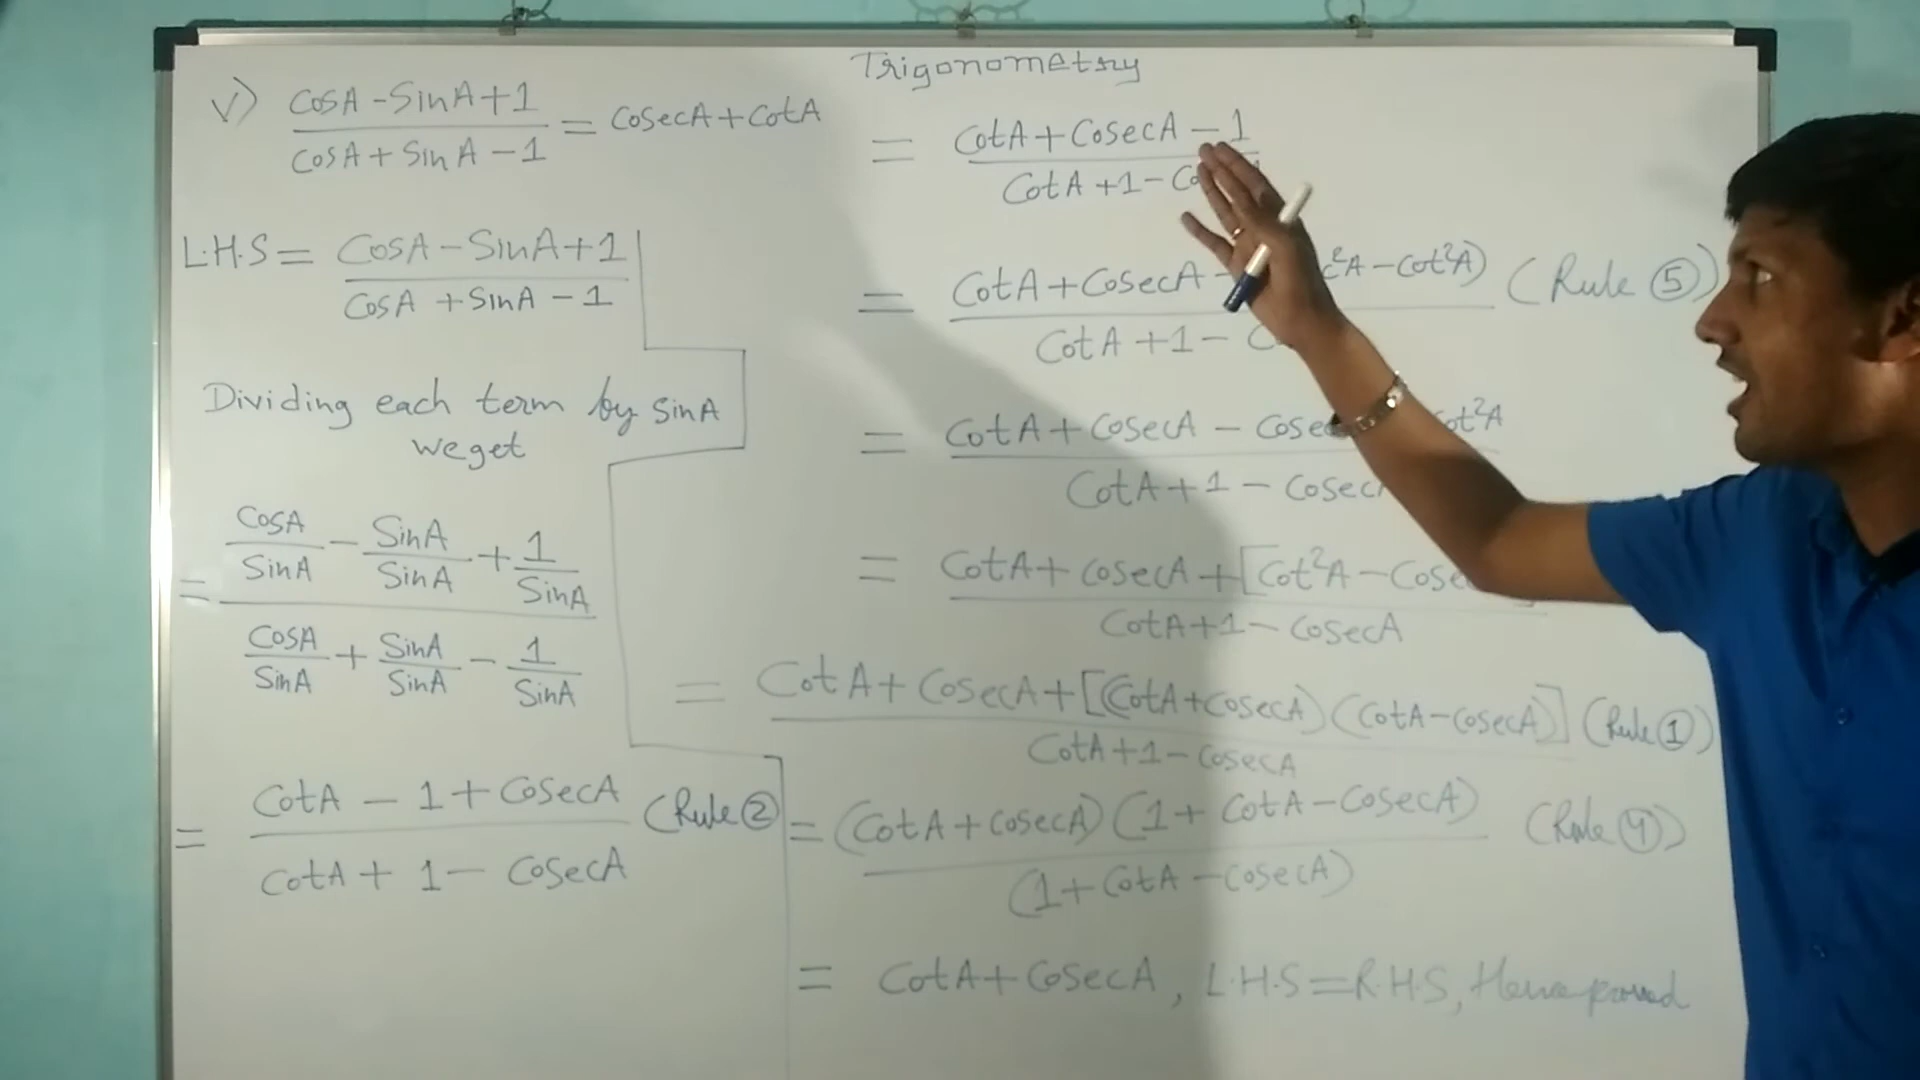 Trigonometry
v) CosA - SinA + 1 / CosA + SinA - 1 = CosecA + CotA
L.H.S = CosA - SinA + 1 / CosA + SinA - 1
Dividing each term by SinA
we get
= CosA/SinA - SinA/SinA + 1/SinA
CosA/SinA + SinA/SinA - 1/SinA
= CotA - 1 + CosecA (Rule ②)
CotA + 1 - CosecA
= CotA + CosecA - 1
CotA + 1 -
= CotA + CosecA - A - Cot²A) (Rule ⑤)
CotA + 1 -
= CotA + CosecA -
CotA + 1 -
= CotA + CosecA + [Cot²A -
CotA + 1 - CosecA
= CotA + CosecA + [(CotA + CosecA) (CotA - CosecA)] (Rule ①)
CotA + 1 - CosecA
= (CotA + CosecA) (1 + CotA - CosecA) (Rule ④)
(1 + CotA - CosecA)
= CotA + CosecA, L.H.S = R.H.S, Hence proved